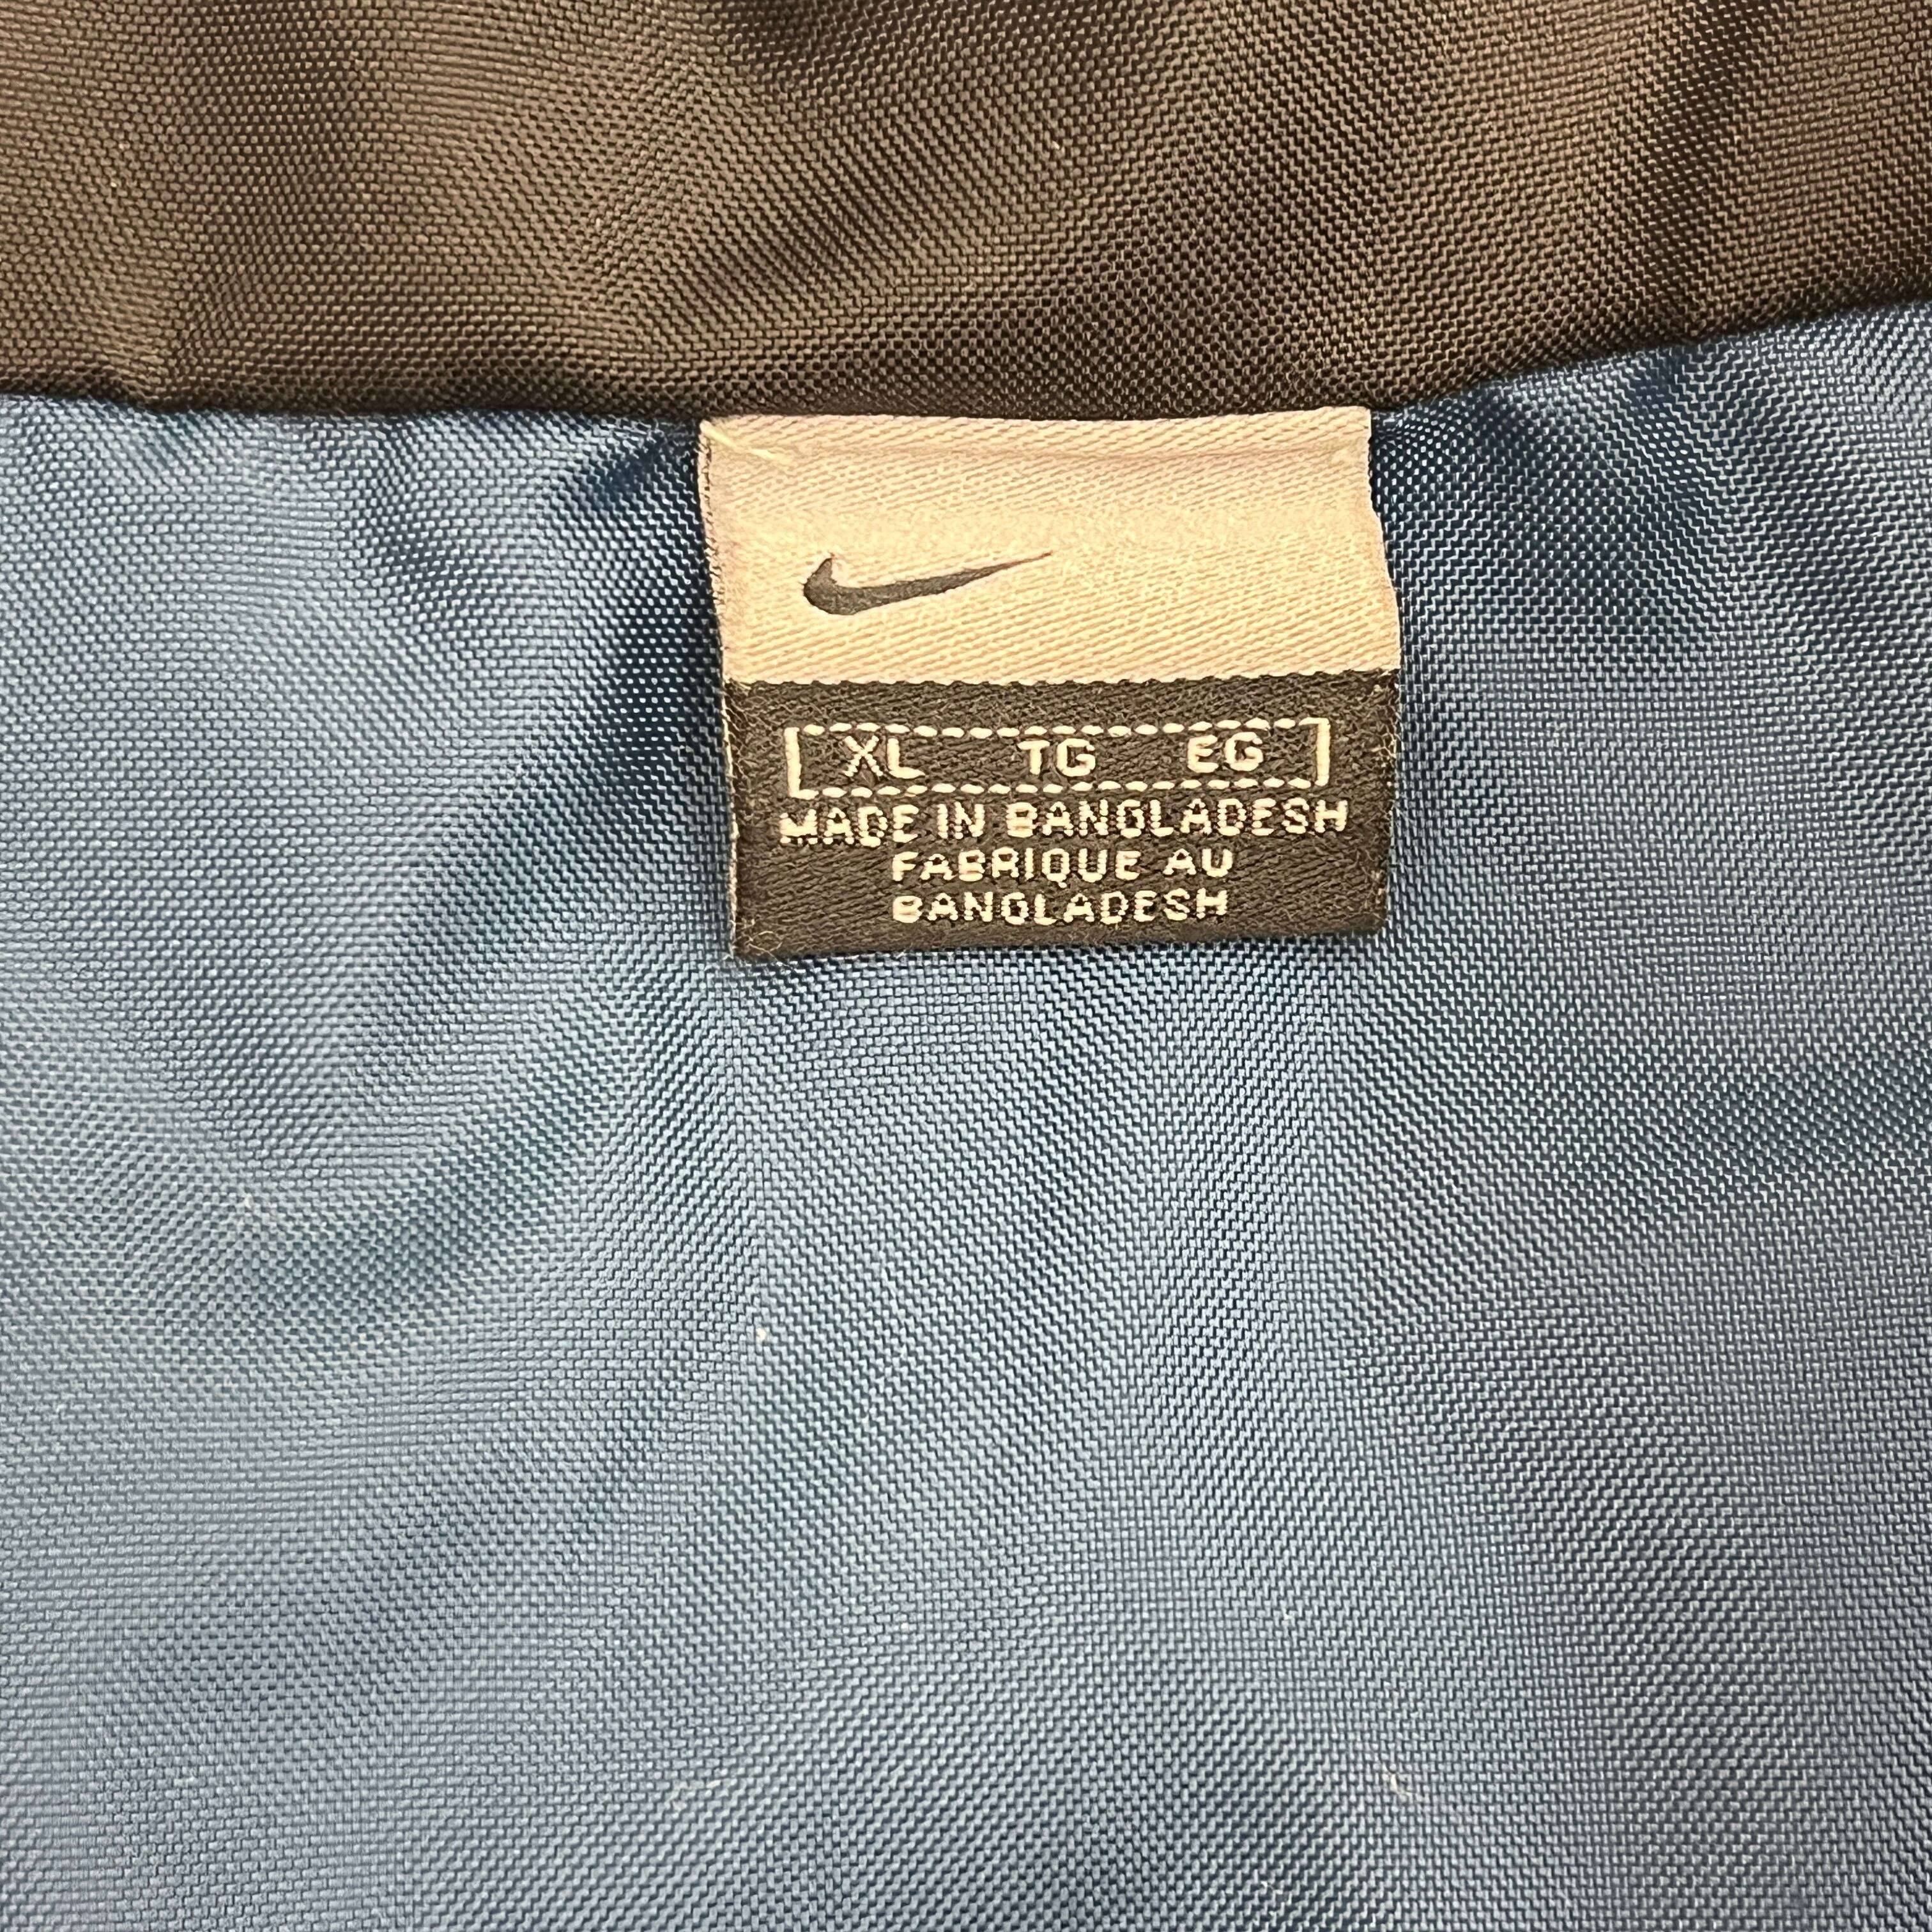 XL TG EG
MADE IN BANGLADESH
FABRIQUE AU
BANGLADESH